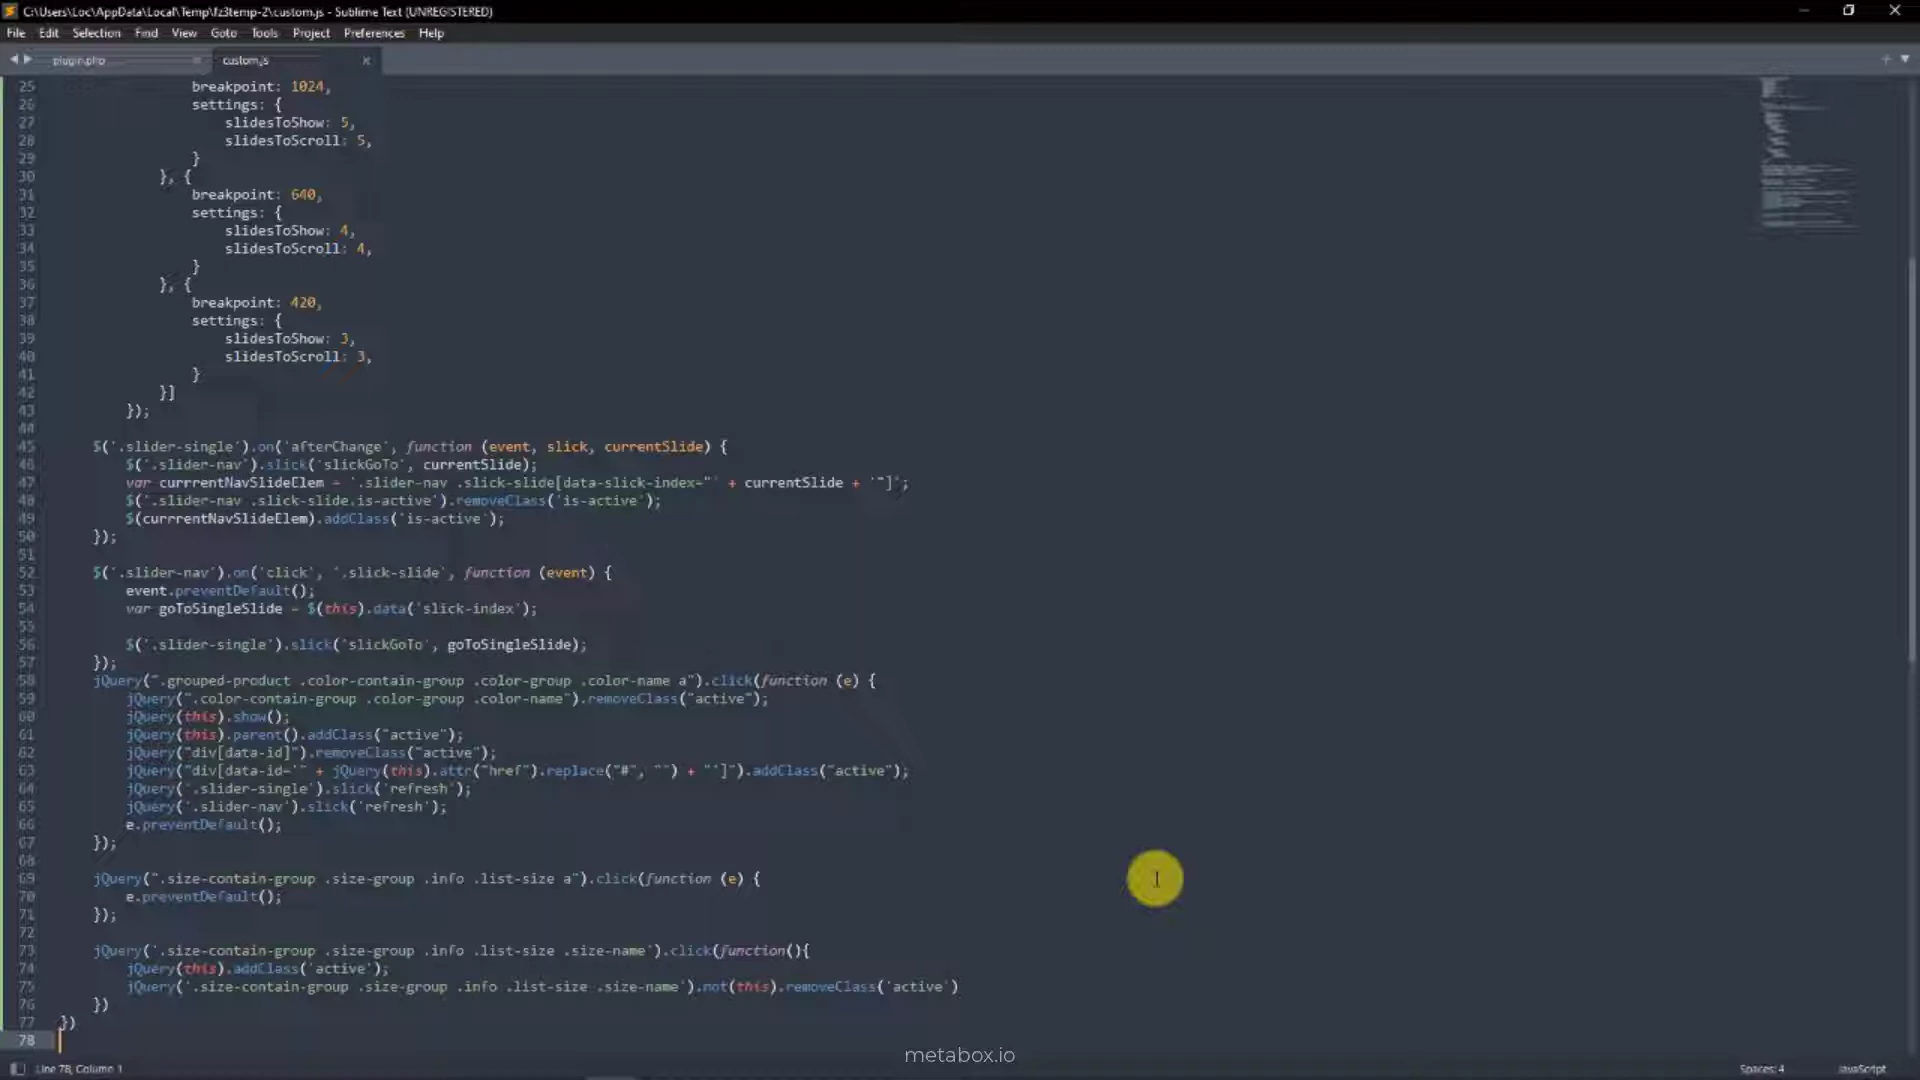 C:\Users\Loc\AppData\Local\Temp\fz3temp-2\custom.js - Sublime Text (UNREGISTERED)
File Edit Selection Find View Goto Tools Project Preferences Help
plugin.php custom.js
25 breakpoint: 1024,
26 settings: {
27 slidesToShow: 5,
28 slidesToScroll: 5,
29 }
30 }, {
31 breakpoint: 640,
32 settings: {
33 slidesToShow: 4,
34 slidesToScroll: 4,
35 }
36 }, {
37 breakpoint: 420,
38 settings: {
39 slidesToShow: 3,
40 slidesToScroll: 3,
41 }
42 }]
43 });
44
45 $('.slider-single').on('afterChange', function (event, slick, currentSlide) {
46 $('.slider-nav').slick('slickGoTo', currentSlide);
47 var currrentNavSlideElem = '.slider-nav .slick-slide[data-slick-index="' + currentSlide + '"]';
48 $('.slider-nav .slick-slide.is-active').removeClass('is-active');
49 $(currrentNavSlideElem).addClass('is-active');
50 });
51
52 $('.slider-nav').on('click', '.slick-slide', function (event) {
53 event.preventDefault();
54 var goToSingleSlide = $(this).data('slick-index');
55
56 $('.slider-single').slick('slickGoTo', goToSingleSlide);
57 });
58 jQuery(".grouped-product .color-contain-group .color-group .color-name a").click(function (e) {
59 jQuery(".color-contain-group .color-group .color-name").removeClass("active");
60 jQuery(this).show();
61 jQuery(this).parent().addClass("active");
62 jQuery("div[data-id]").removeClass("active");
63 jQuery("div[data-id='" + jQuery(this).attr("href").replace("#", "") + "']").addClass("active");
64 jQuery('.slider-single').slick('refresh');
65 jQuery('.slider-nav').slick('refresh');
66 e.preventDefault();
67 });
68
69 jQuery(".size-contain-group .size-group .info .list-size a").click(function (e) {
70 e.preventDefault();
71 });
72
73 jQuery('.size-contain-group .size-group .info .list-size .size-name').click(function(){
74 jQuery(this).addClass('active');
75 jQuery('.size-contain-group .size-group .info .list-size .size-name').not(this).removeClass('active')
76 })
77 })
78
metabox.io
Line 78, Column 1 Spaces: 4 JavaScript